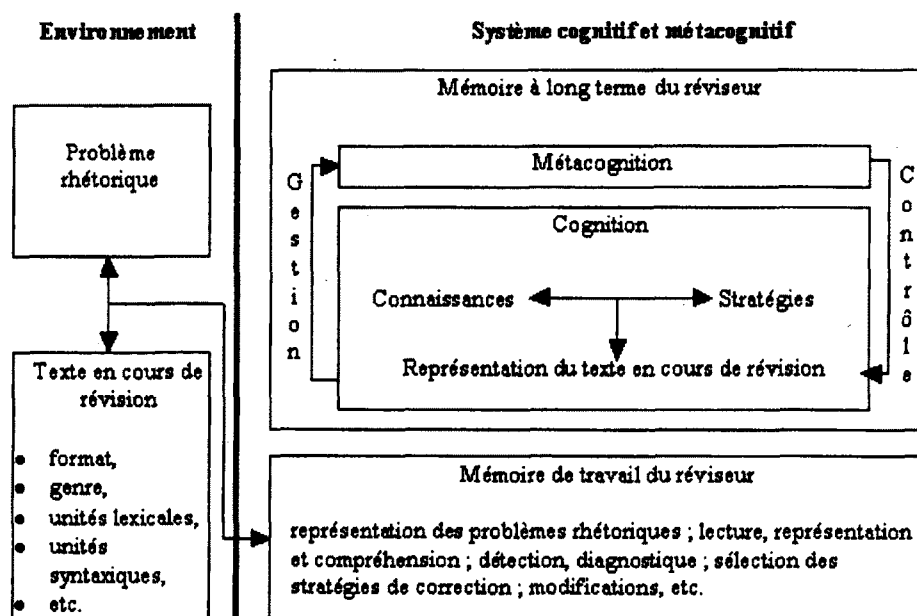 Environnement
Système cognitif et métacognitif
Problème
rhétorique
Texte en cours de
révision
● format,
● genre,
● unités lexicales,
● unités
syntaxiques,
● etc.
Mémoire à long terme du réviseur
Métacognition
Gestion
Contrôle
Cognition
Connaissances
Stratégies
Représentation du texte en cours de révision
Mémoire de travail du réviseur
représentation des problèmes rhétoriques ; lecture, représentation
et compréhension ; détection, diagnostique ; sélection des
stratégies de correction ; modifications, etc.